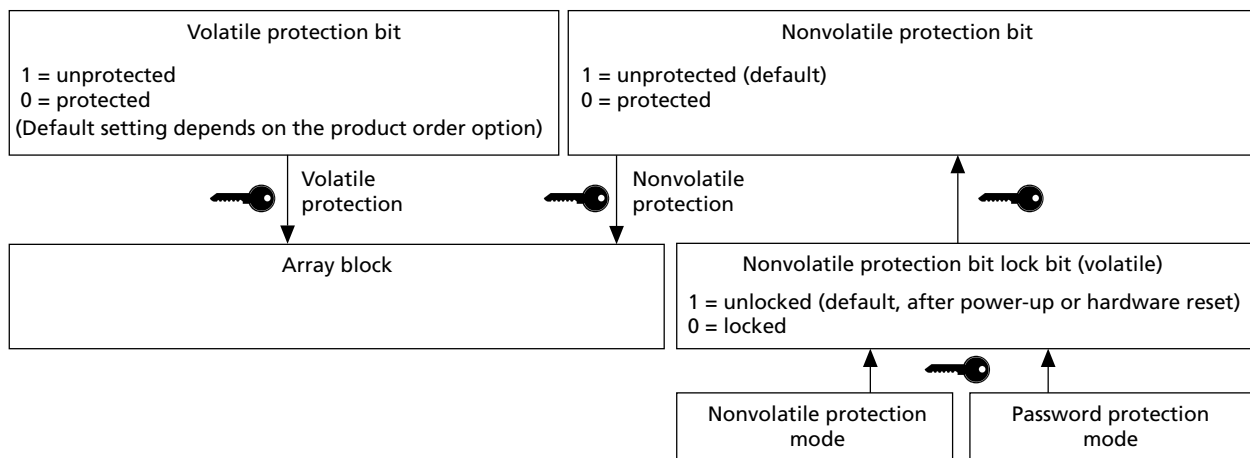 Volatile protection bit
1 = unprotected
0 = protected
(Default setting depends on the product order option)
Nonvolatile protection bit
1 = unprotected (default)
0 = protected
Volatile
protection
Nonvolatile
protection
Array block
Nonvolatile protection bit lock bit (volatile)
1 = unlocked (default, after power-up or hardware reset)
0 = locked
Nonvolatile protection
mode
Password protection
mode